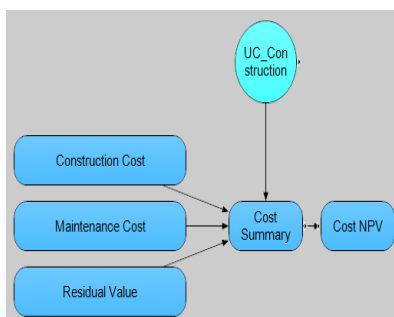 UC_Con
struction
Construction Cost
Maintenance Cost
Cost
Summary
Cost NPV
Residual Value